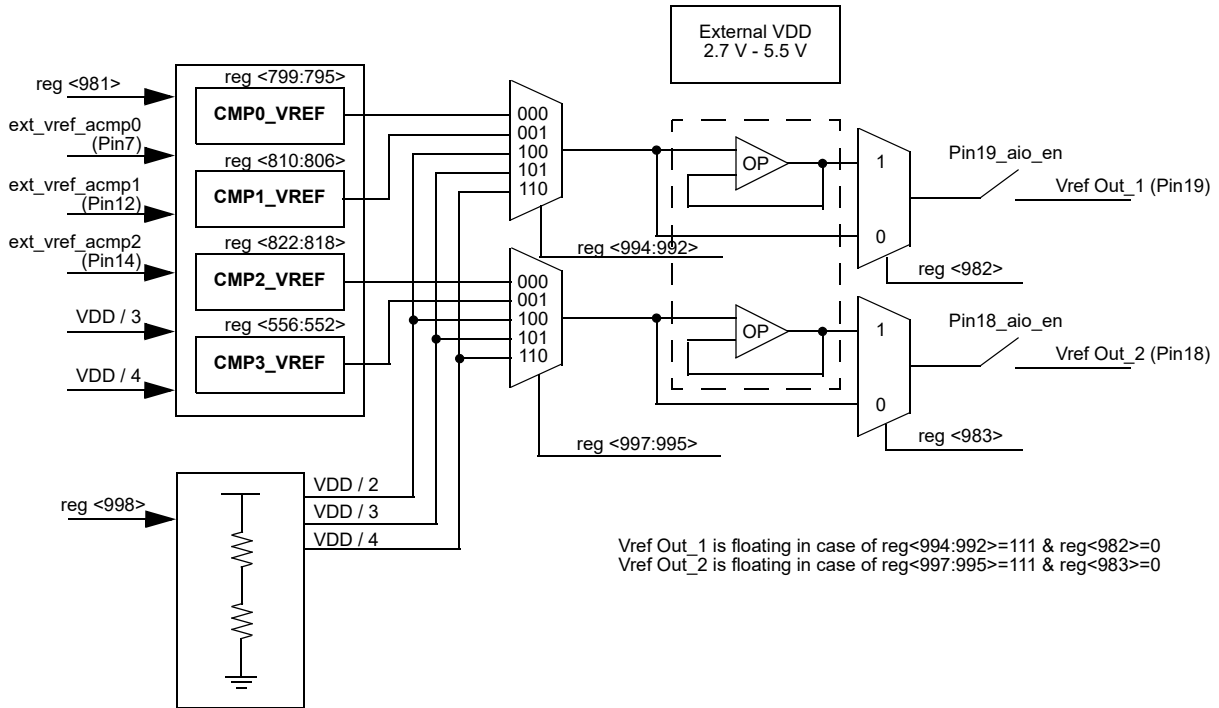 External VDD
2.7 V - 5.5 V
reg <981>
ext_vref_acmp0
(Pin7)
ext_vref_acmp1
(Pin12)
ext_vref_acmp2
(Pin14)
VDD / 3
VDD / 4
reg <799:795>
CMP0_VREF
reg <810:806>
CMP1_VREF
reg <822:818>
CMP2_VREF
reg <556:552>
CMP3_VREF
000
001
100
101
110
reg <994:992>
OP
1
0
reg <982>
Pin19_aio_en
Vref Out_1 (Pin19)
000
001
100
101
110
reg <997:995>
OP
1
0
reg <983>
Pin18_aio_en
Vref Out_2 (Pin18)
reg <998>
VDD / 2
VDD / 3
VDD / 4
Vref Out_1 is floating in case of reg<994:992>=111 & reg<982>=0
Vref Out_2 is floating in case of reg<997:995>=111 & reg<983>=0